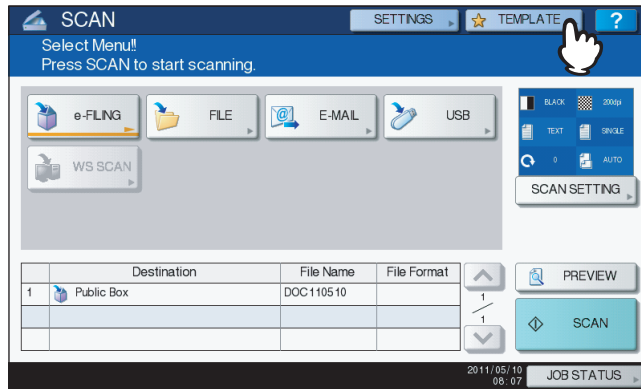 SCAN
SETTINGS
TEMPLATE
?
Select Menu!!
Press SCAN to start scanning.
e-FILING
FILE
E-MAIL
USB
WS SCAN
BLACK
200dpi
TEXT
SINGLE
0
AUTO
SCAN SETTING
Destination File Name File Format
1 Public Box DOC110510
1
1
PREVIEW
SCAN
2011/05/10
08:07
JOB STATUS